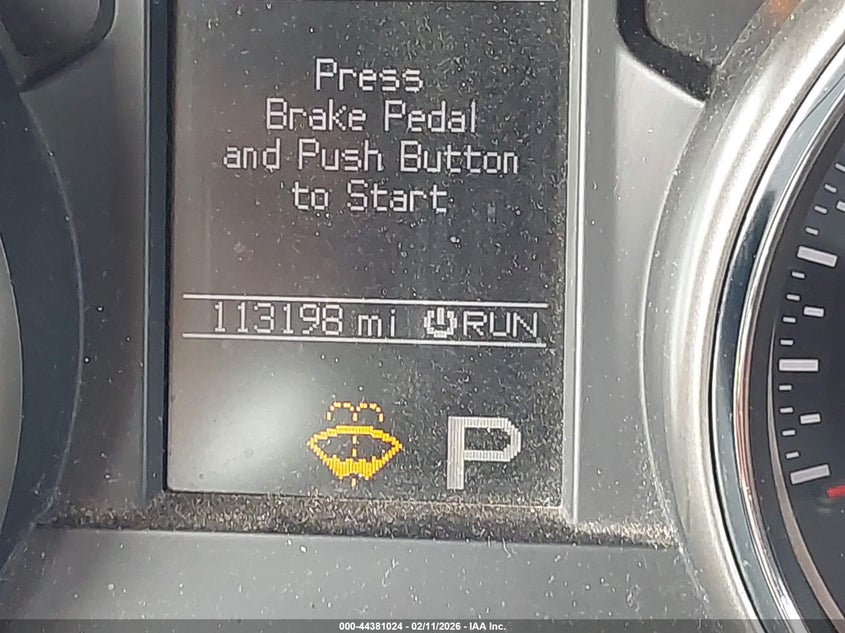 Press
Brake Pedal
and Push Button
to Start
113198 mi RUN
P
000-44381024 - 02/11/2026 - IAA Inc.